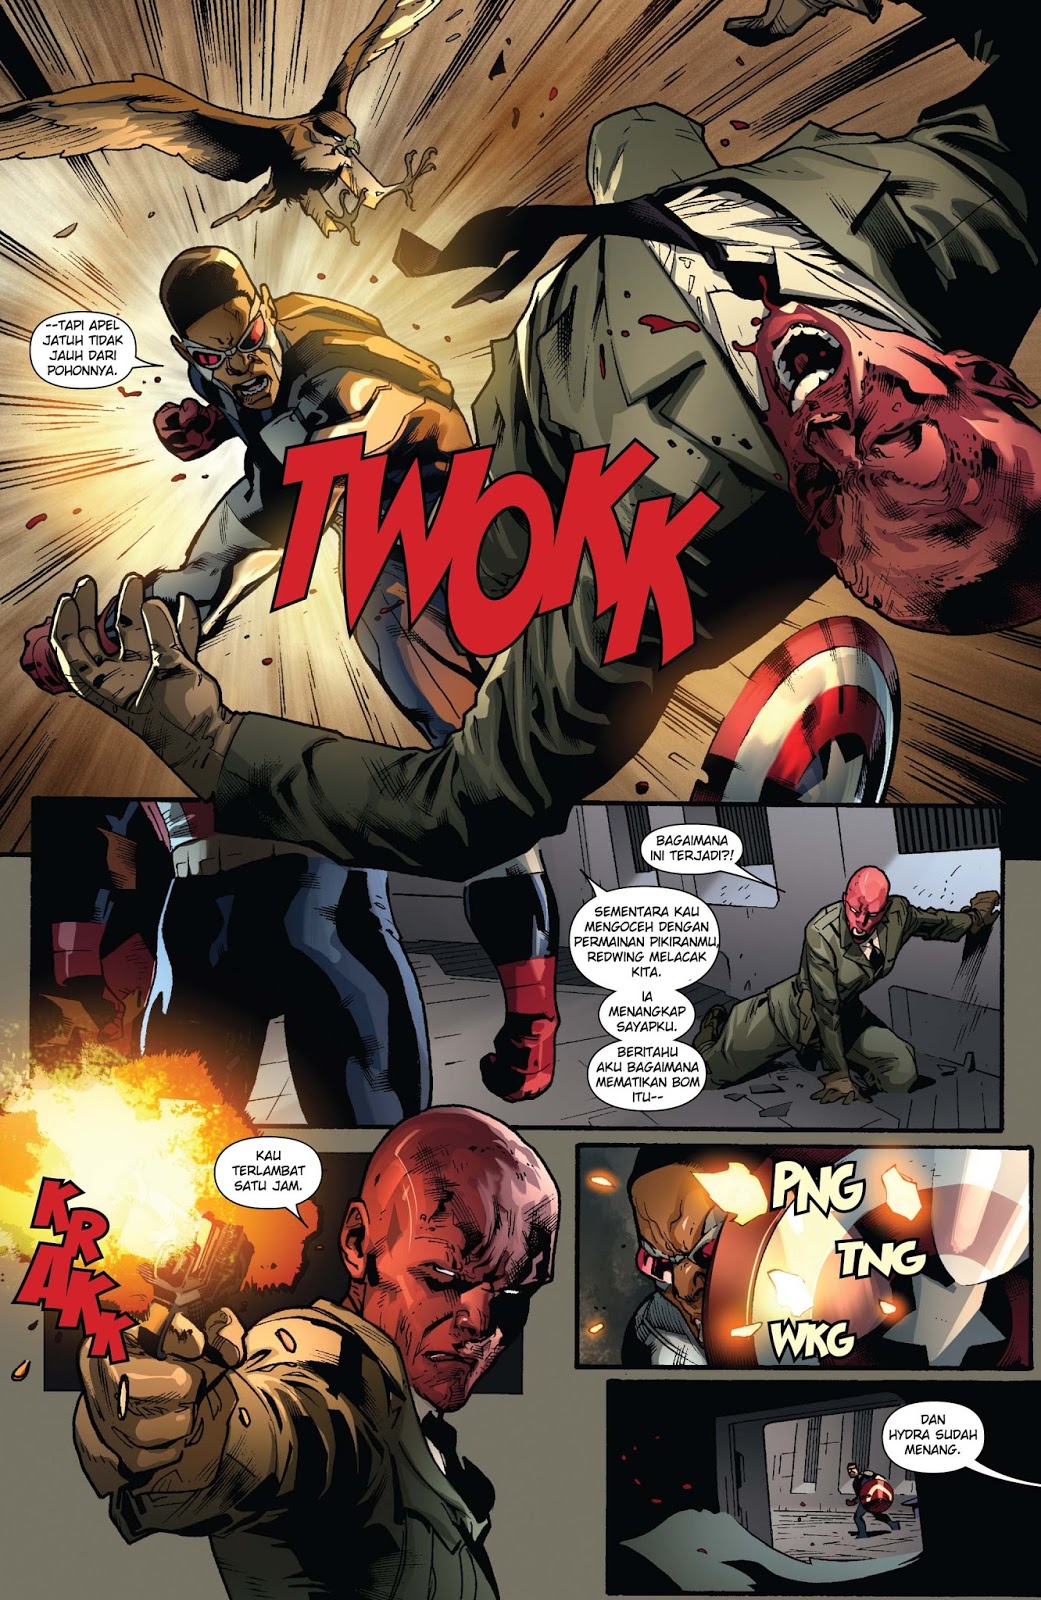 --TAPI APEL
JATUH TIDAK
JAUH DARI
POHONNYA.
TWOKK
BAGAIMANA
INI TERJADI?!
SEMENTARA KAU
MENGOCEH DENGAN
PERMAINAN PIKIRANMU,
REDWING MELACAK
KITA.
IA
MENANGKAP
SAYAPKU.
BERITAHU
AKU BAGAIMANA
MEMATIKAN BOM
ITU--
KAU
TERLAMBAT
SATU JAM.
KRAKK
PNG
TNG
WKG
DAN
HYDRA SUDAH
MENANG.